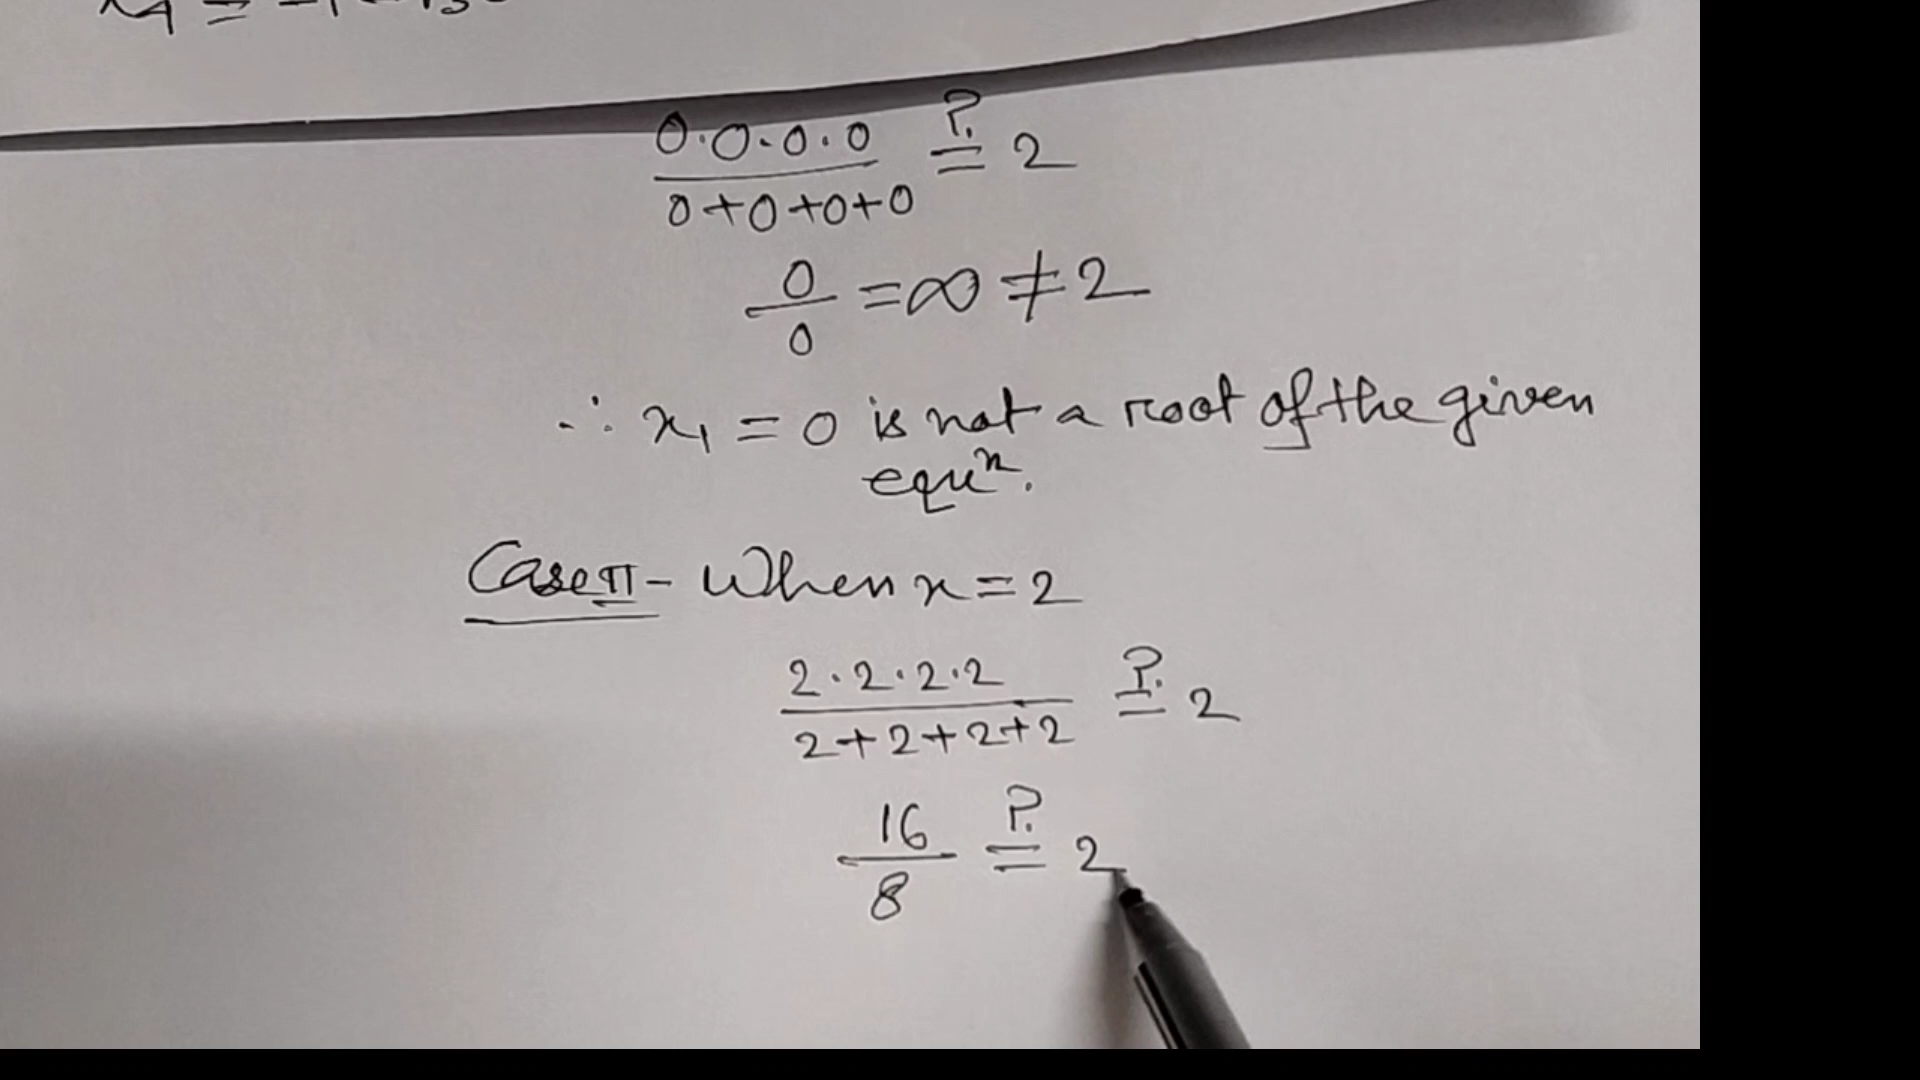 0·0·0·0 / 0+0+0+0 ?= 2
0/0 = ∞ ≠ 2
∴ x₁ = 0 is not a root of the given
equⁿ.
Case II - When x = 2
2·2·2·2 / 2+2+2+2 ?= 2
16/8 ?= 2